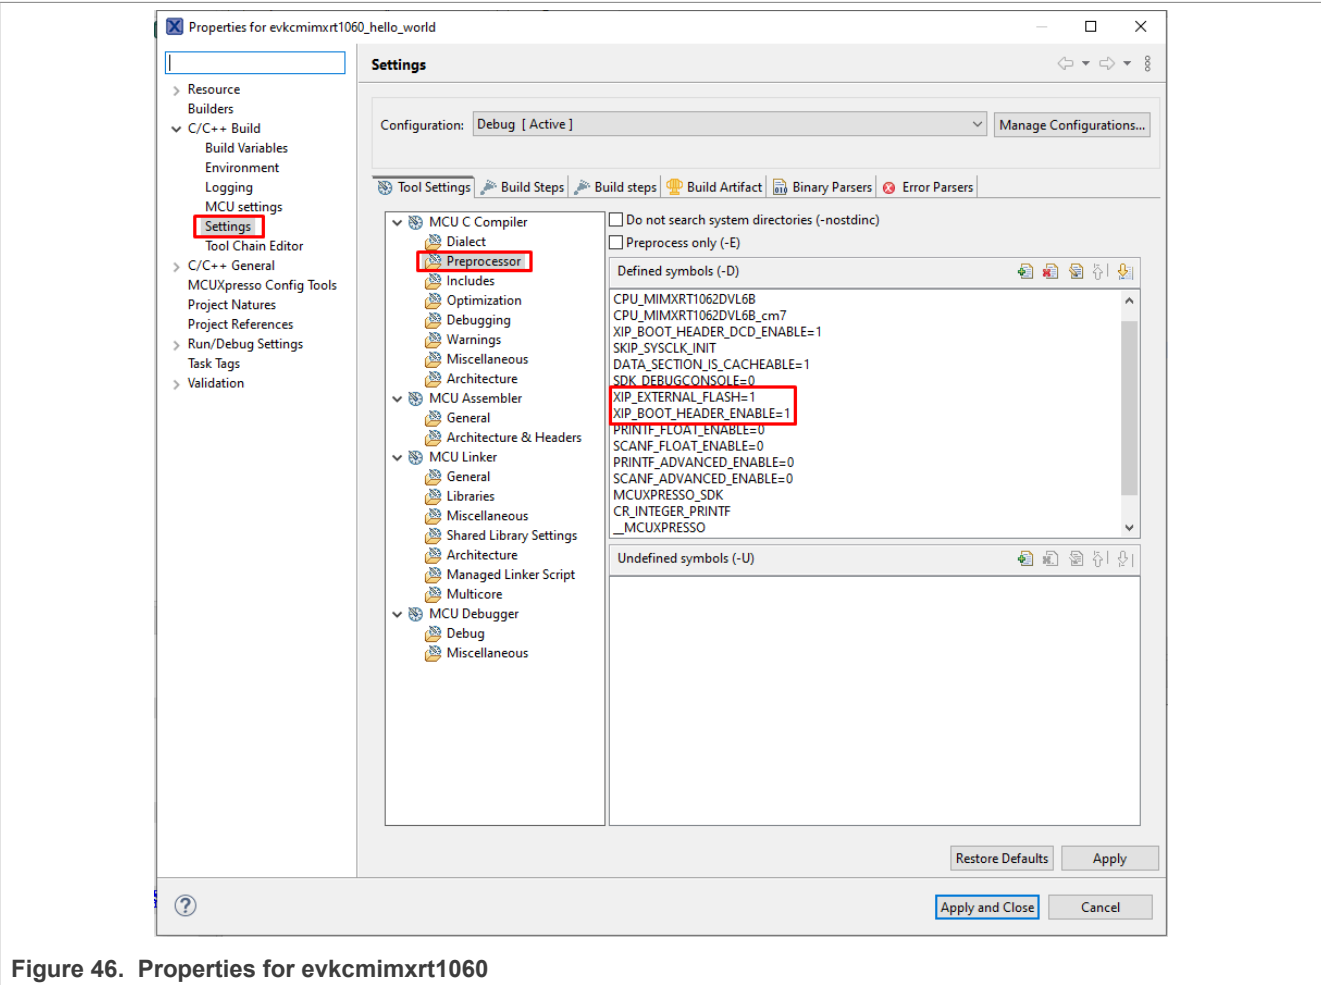 Properties for evkcmimxrt1060_hello_world
Settings
Resource
Builders
C/C++ Build
Build Variables
Environment
Logging
MCU settings
Settings
Tool Chain Editor
C/C++ General
MCUXpresso Config Tools
Project Natures
Project References
Run/Debug Settings
Task Tags
Validation
Configuration: Debug [ Active ] Manage Configurations...
Tool Settings Build Steps Build steps Build Artifact Binary Parsers Error Parsers
MCU C Compiler
Dialect
Preprocessor
Includes
Optimization
Debugging
Warnings
Miscellaneous
Architecture
MCU Assembler
General
Architecture & Headers
MCU Linker
General
Libraries
Miscellaneous
Shared Library Settings
Architecture
Managed Linker Script
Multicore
MCU Debugger
Debug
Miscellaneous
Do not search system directories (-nostdinc)
Preprocess only (-E)
Defined symbols (-D)
CPU_MIMXRT1062DVL6B
CPU_MIMXRT1062DVL6B_cm7
XIP_BOOT_HEADER_DCD_ENABLE=1
SKIP_SYSCLK_INIT
DATA_SECTION_IS_CACHEABLE=1
SDK_DEBUGCONSOLE=0
XIP_EXTERNAL_FLASH=1
XIP_BOOT_HEADER_ENABLE=1
PRINTF_FLOAT_ENABLE=0
SCANF_FLOAT_ENABLE=0
PRINTF_ADVANCED_ENABLE=0
SCANF_ADVANCED_ENABLE=0
MCUXPRESSO_SDK
CR_INTEGER_PRINTF
__MCUXPRESSO
Undefined symbols (-U)
Restore Defaults Apply
Apply and Close Cancel
Figure 46. Properties for evkcmimxrt1060